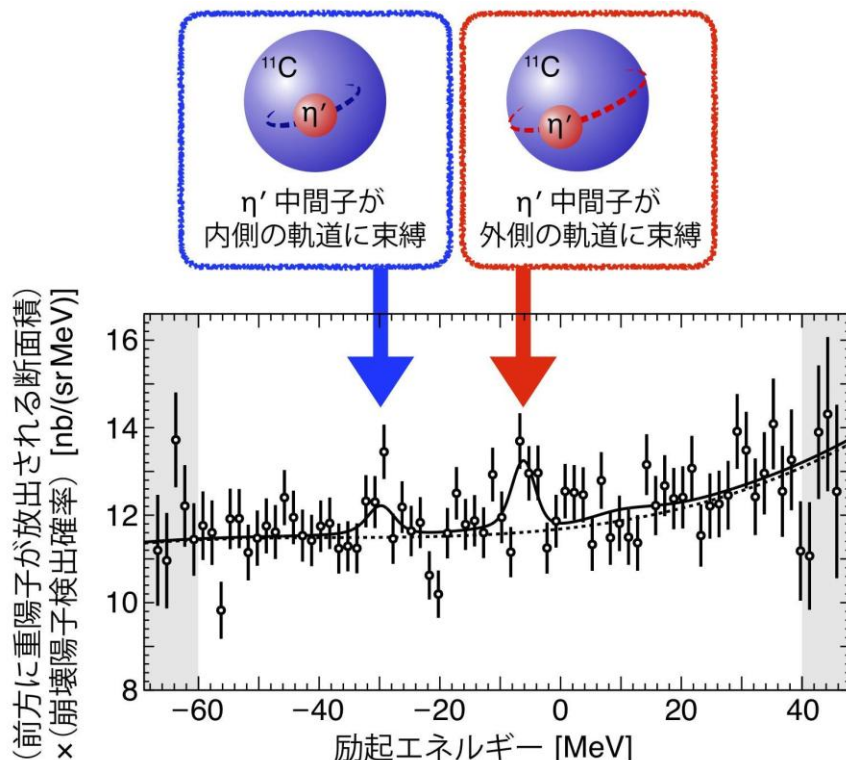 ¹¹C
η′
η′ 中間子が
内側の軌道に束縛
¹¹C
η′
η′ 中間子が
外側の軌道に束縛
(前方に重陽子が放出される断面積)
×(崩壊陽子検出確率) [nb/(sr MeV)]
16
14
12
10
8
−60 −40 −20 0 20 40
励起エネルギー [MeV]